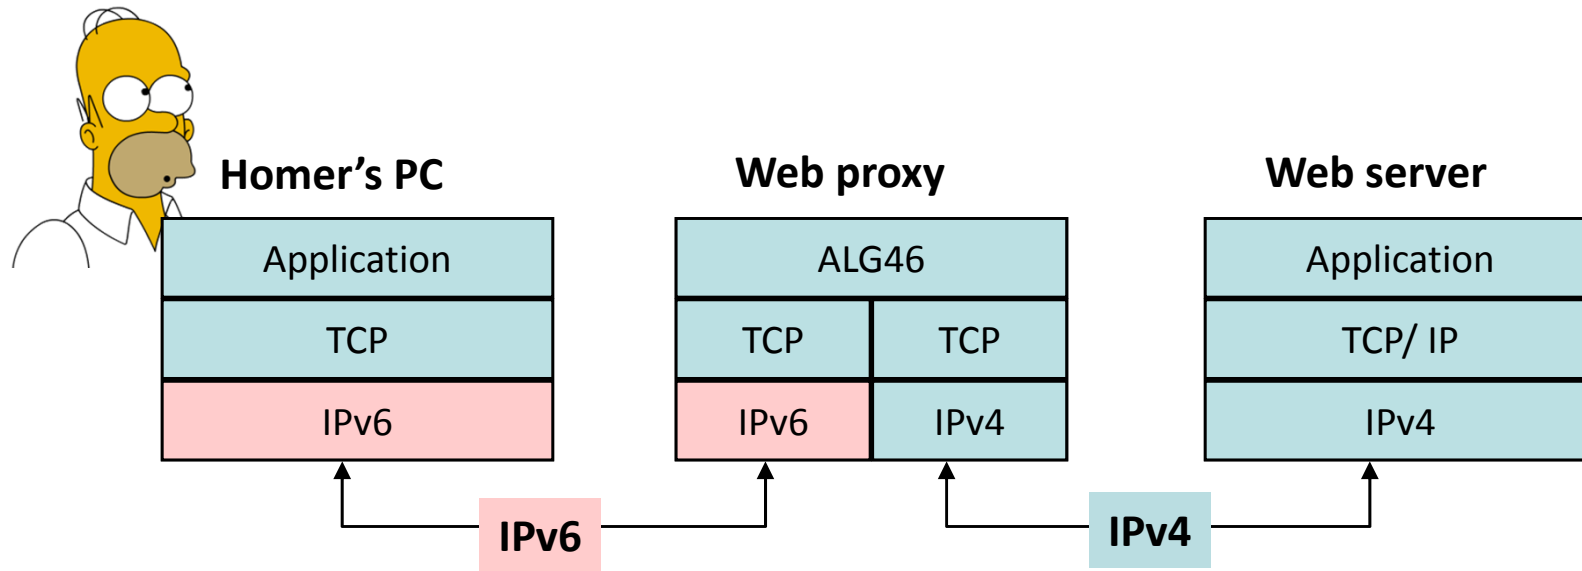 Homer's PC
Web proxy
Web server
Application
ALG46
Application
TCP
TCP
TCP
TCP/ IP
IPv6
IPv6
IPv4
IPv4
IPv6
IPv4